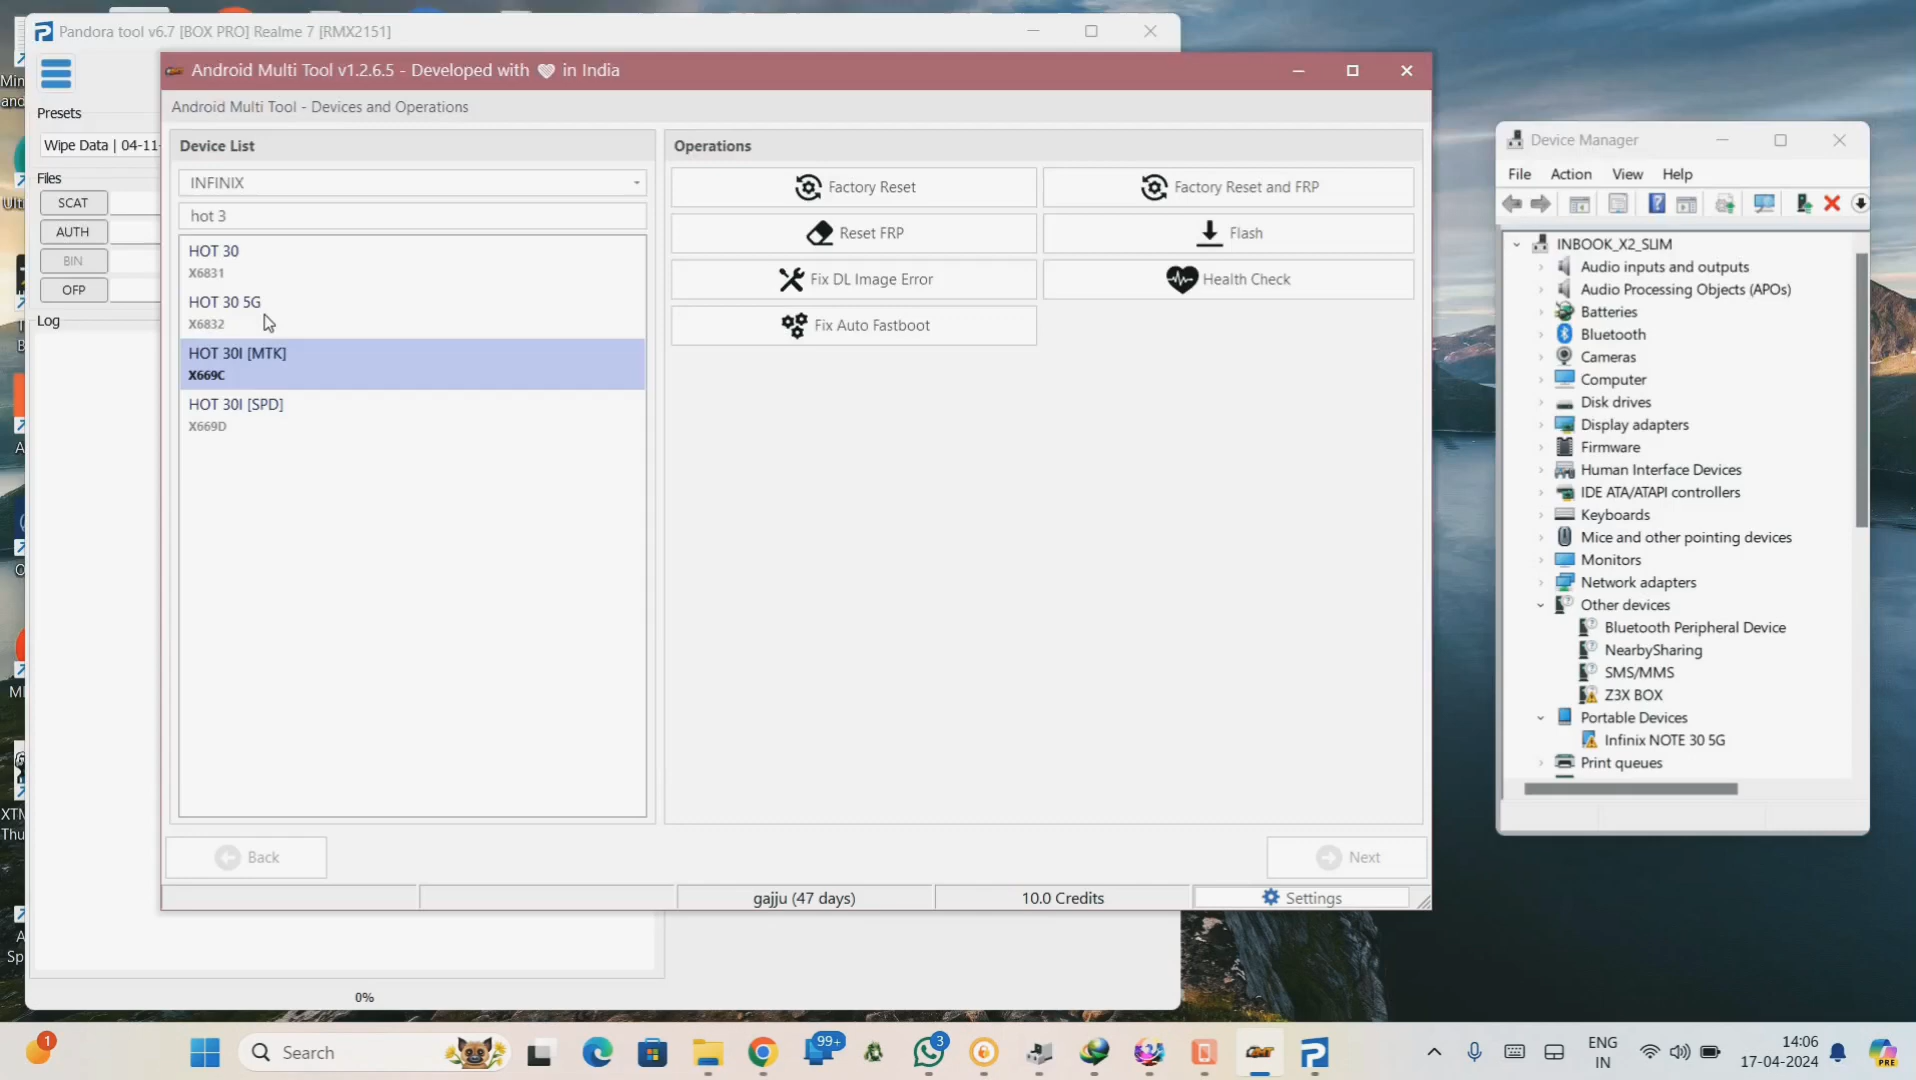 Pandora tool v6.7 [BOX PRO] Realme 7 [RMX2151]
Android Multi Tool v1.2.6.5 - Developed with in India
Android Multi Tool - Devices and Operations
Presets
Wipe Data | 04-11-
Files
SCAT
AUTH
BIN
OFP
Log
Device List
INFINIX
hot 3
HOT 30
X6831
HOT 30 5G
X6832
HOT 30I [MTK]
X669C
HOT 30I [SPD]
X669D
Operations
Factory Reset
Factory Reset and FRP
Reset FRP
Flash
Fix DL Image Error
Health Check
Fix Auto Fastboot
Back
Next
gajju (47 days)
10.0 Credits
Settings
0%
Device Manager
File Action View Help
INBOOK_X2_SLIM
Audio inputs and outputs
Audio Processing Objects (APOs)
Batteries
Bluetooth
Cameras
Computer
Disk drives
Display adapters
Firmware
Human Interface Devices
IDE ATA/ATAPI controllers
Keyboards
Mice and other pointing devices
Monitors
Network adapters
Other devices
Bluetooth Peripheral Device
NearbySharing
SMS/MMS
Z3X BOX
Portable Devices
Infinix NOTE 30 5G
Print queues
1
Search
99+
3
ENG
IN
14:06
17-04-2024
PRE